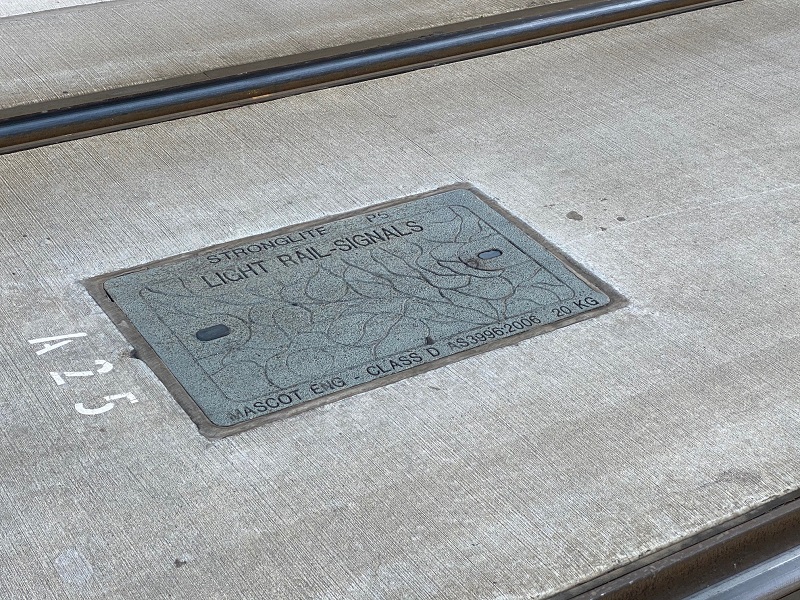 STRONGLITE P5
LIGHT RAIL-SIGNALS
MASCOT ENG - CLASS D AS3996:2006 20 KG
A 25